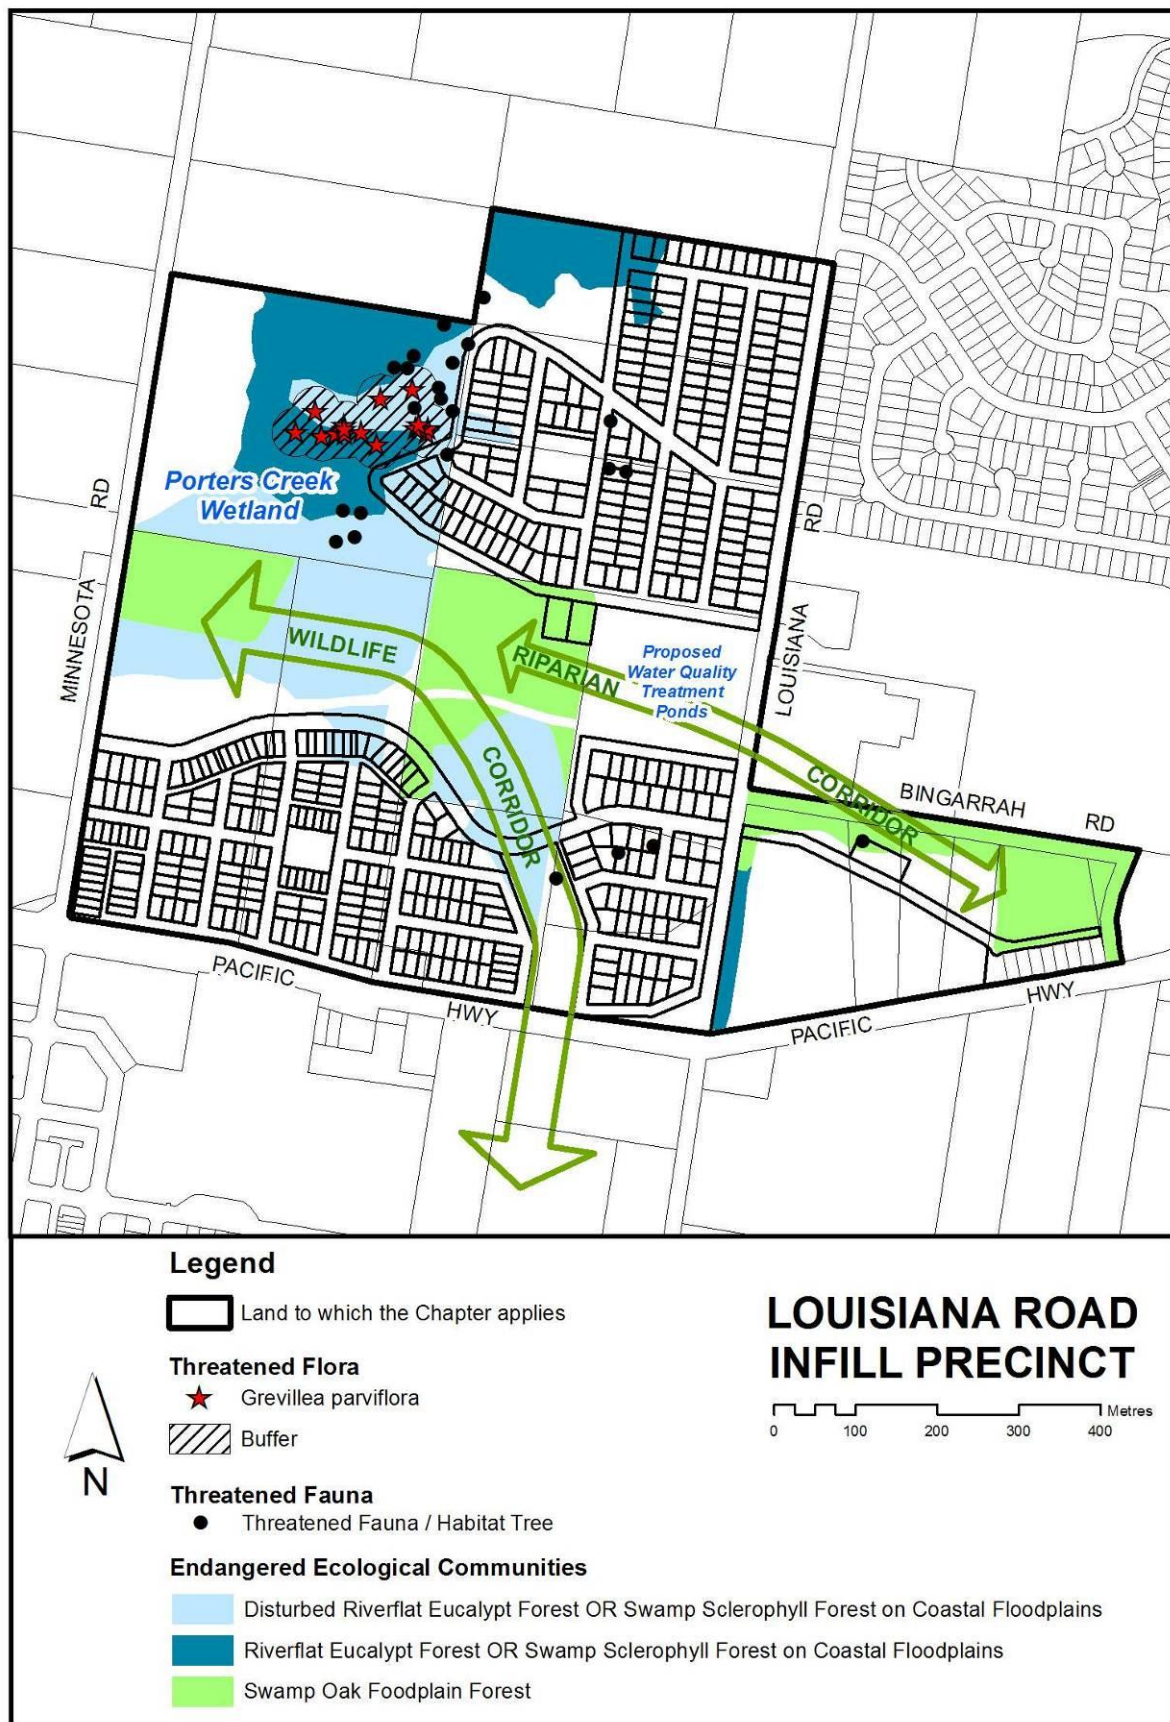 Porters Creek
Wetland
RD
RD
MINNESOTA
LOUISIANA
WILDLIFE
CORRIDOR
RIPARIAN
CORRIDOR
Proposed
Water Quality
Treatment
Ponds
BINGARRAH
RD
PACIFIC
HWY
PACIFIC
HWY
Legend
Land to which the Chapter applies
Threatened Flora
Grevillea parviflora
Buffer
Threatened Fauna
Threatened Fauna / Habitat Tree
Endangered Ecological Communities
Disturbed Riverflat Eucalypt Forest OR Swamp Sclerophyll Forest on Coastal Floodplains
Riverflat Eucalypt Forest OR Swamp Sclerophyll Forest on Coastal Floodplains
Swamp Oak Foodplain Forest
N
LOUISIANA ROAD
INFILL PRECINCT
Metres
0 100 200 300 400